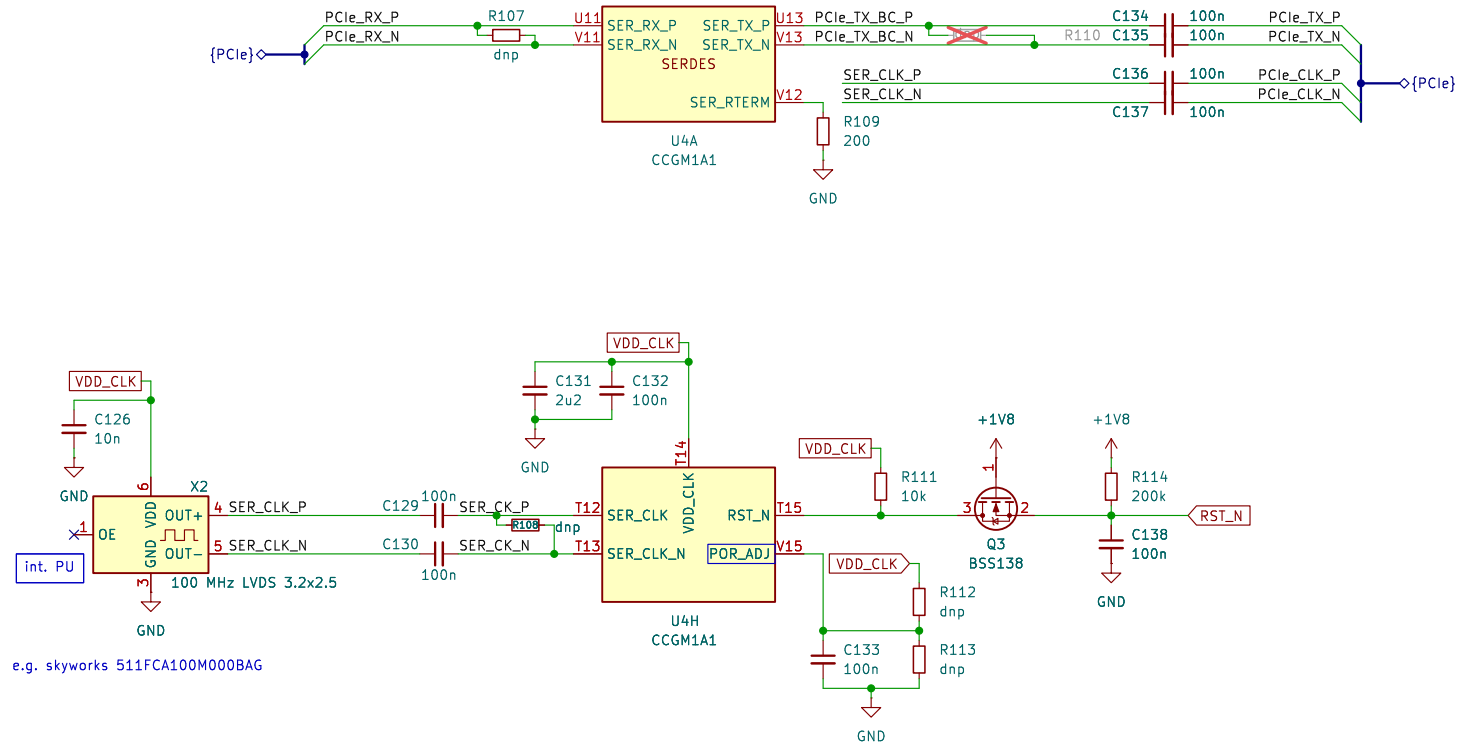 PCIe_RX_P
PCIe_RX_N
{PCIe}
R107
dnp
U11
V11
SER_RX_P
SER_RX_N
SERDES
SER_TX_P
SER_TX_N
SER_RTERM
U13
V13
V12
U4A
CCGM1A1
PCIe_TX_BC_P
PCIe_TX_BC_N
R110
C134
C135
100n
100n
PCIe_TX_P
PCIe_TX_N
SER_CLK_P
SER_CLK_N
C136
C137
100n
100n
PCIe_CLK_P
PCIe_CLK_N
{PCIe}
R109
200
GND
VDD_CLK
C126
10n
GND
X2
6
VDD
1
OE
OUT+
OUT-
GND
4
5
3
int. PU
100 MHz LVDS 3.2x2.5
GND
e.g. skyworks 511FCA100M000BAG
SER_CLK_P
SER_CLK_N
C129
100n
C130
100n
SER_CK_P
SER_CK_N
R108
dnp
VDD_CLK
C131
2u2
C132
100n
GND
T14
VDD_CLK
T12
T13
SER_CLK
SER_CLK_N
RST_N
POR_ADJ
T15
V15
U4H
CCGM1A1
VDD_CLK
R111
10k
+1V8
1
3
2
Q3
BSS138
+1V8
R114
200k
RST_N
C138
100n
GND
VDD_CLK
R112
dnp
C133
100n
R113
dnp
GND